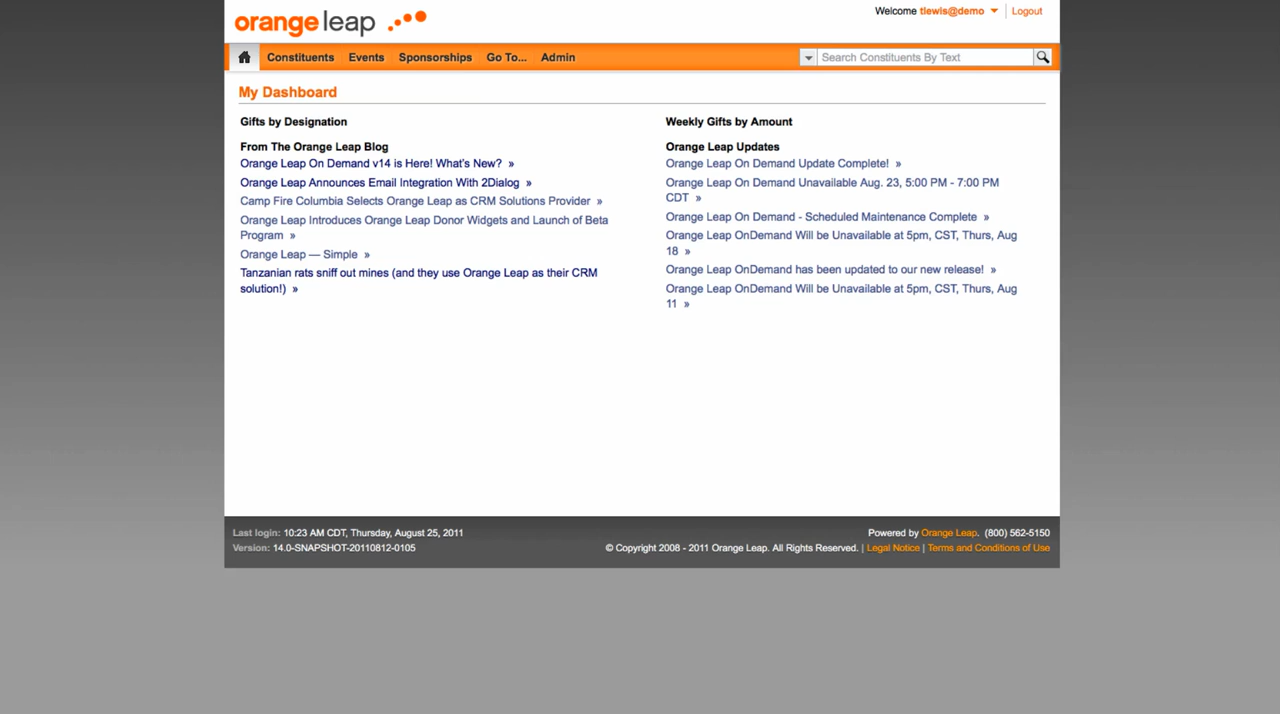 orange leap
Welcome tlewis@demo
Logout
Constituents Events Sponsorships Go To... Admin
Search Constituents By Text
My Dashboard
Gifts by Designation
From The Orange Leap Blog
Orange Leap On Demand v14 is Here! What's New? »
Orange Leap Announces Email Integration With 2Dialog »
Camp Fire Columbia Selects Orange Leap as CRM Solutions Provider »
Orange Leap Introduces Orange Leap Donor Widgets and Launch of Beta
Program »
Orange Leap — Simple »
Tanzanian rats sniff out mines (and they use Orange Leap as their CRM
solution!) »
Weekly Gifts by Amount
Orange Leap Updates
Orange Leap On Demand Update Complete! »
Orange Leap On Demand Unavailable Aug. 23, 5:00 PM - 7:00 PM
CDT »
Orange Leap On Demand - Scheduled Maintenance Complete »
Orange Leap OnDemand Will be Unavailable at 5pm, CST, Thurs, Aug
18 »
Orange Leap OnDemand has been updated to our new release! »
Orange Leap OnDemand Will be Unavailable at 5pm, CST, Thurs, Aug
11 »
Last login: 10:23 AM CDT, Thursday, August 25, 2011
Version: 14.0-SNAPSHOT-20110812-0105
Powered by Orange Leap. (800) 562-5150
© Copyright 2008 - 2011 Orange Leap. All Rights Reserved. | Legal Notice | Terms and Conditions of Use